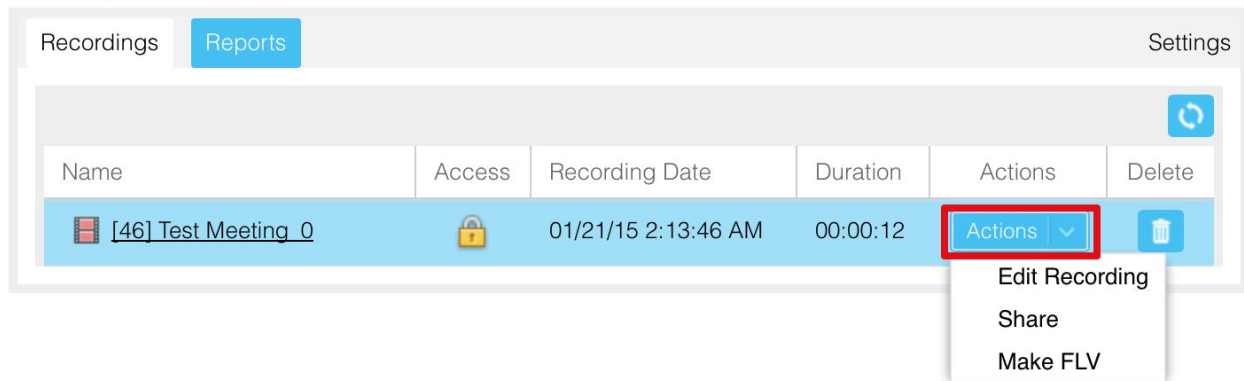 Recordings Reports Settings
Name Access Recording Date Duration Actions Delete
[46] Test Meeting_0 01/21/15 2:13:46 AM 00:00:12 Actions
Edit Recording
Share
Make FLV